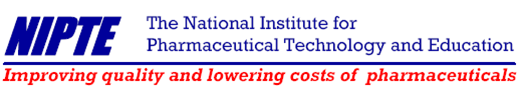 NIPTE
The National Institute for
Pharmaceutical Technology and Education
Improving quality and lowering costs of pharmaceuticals